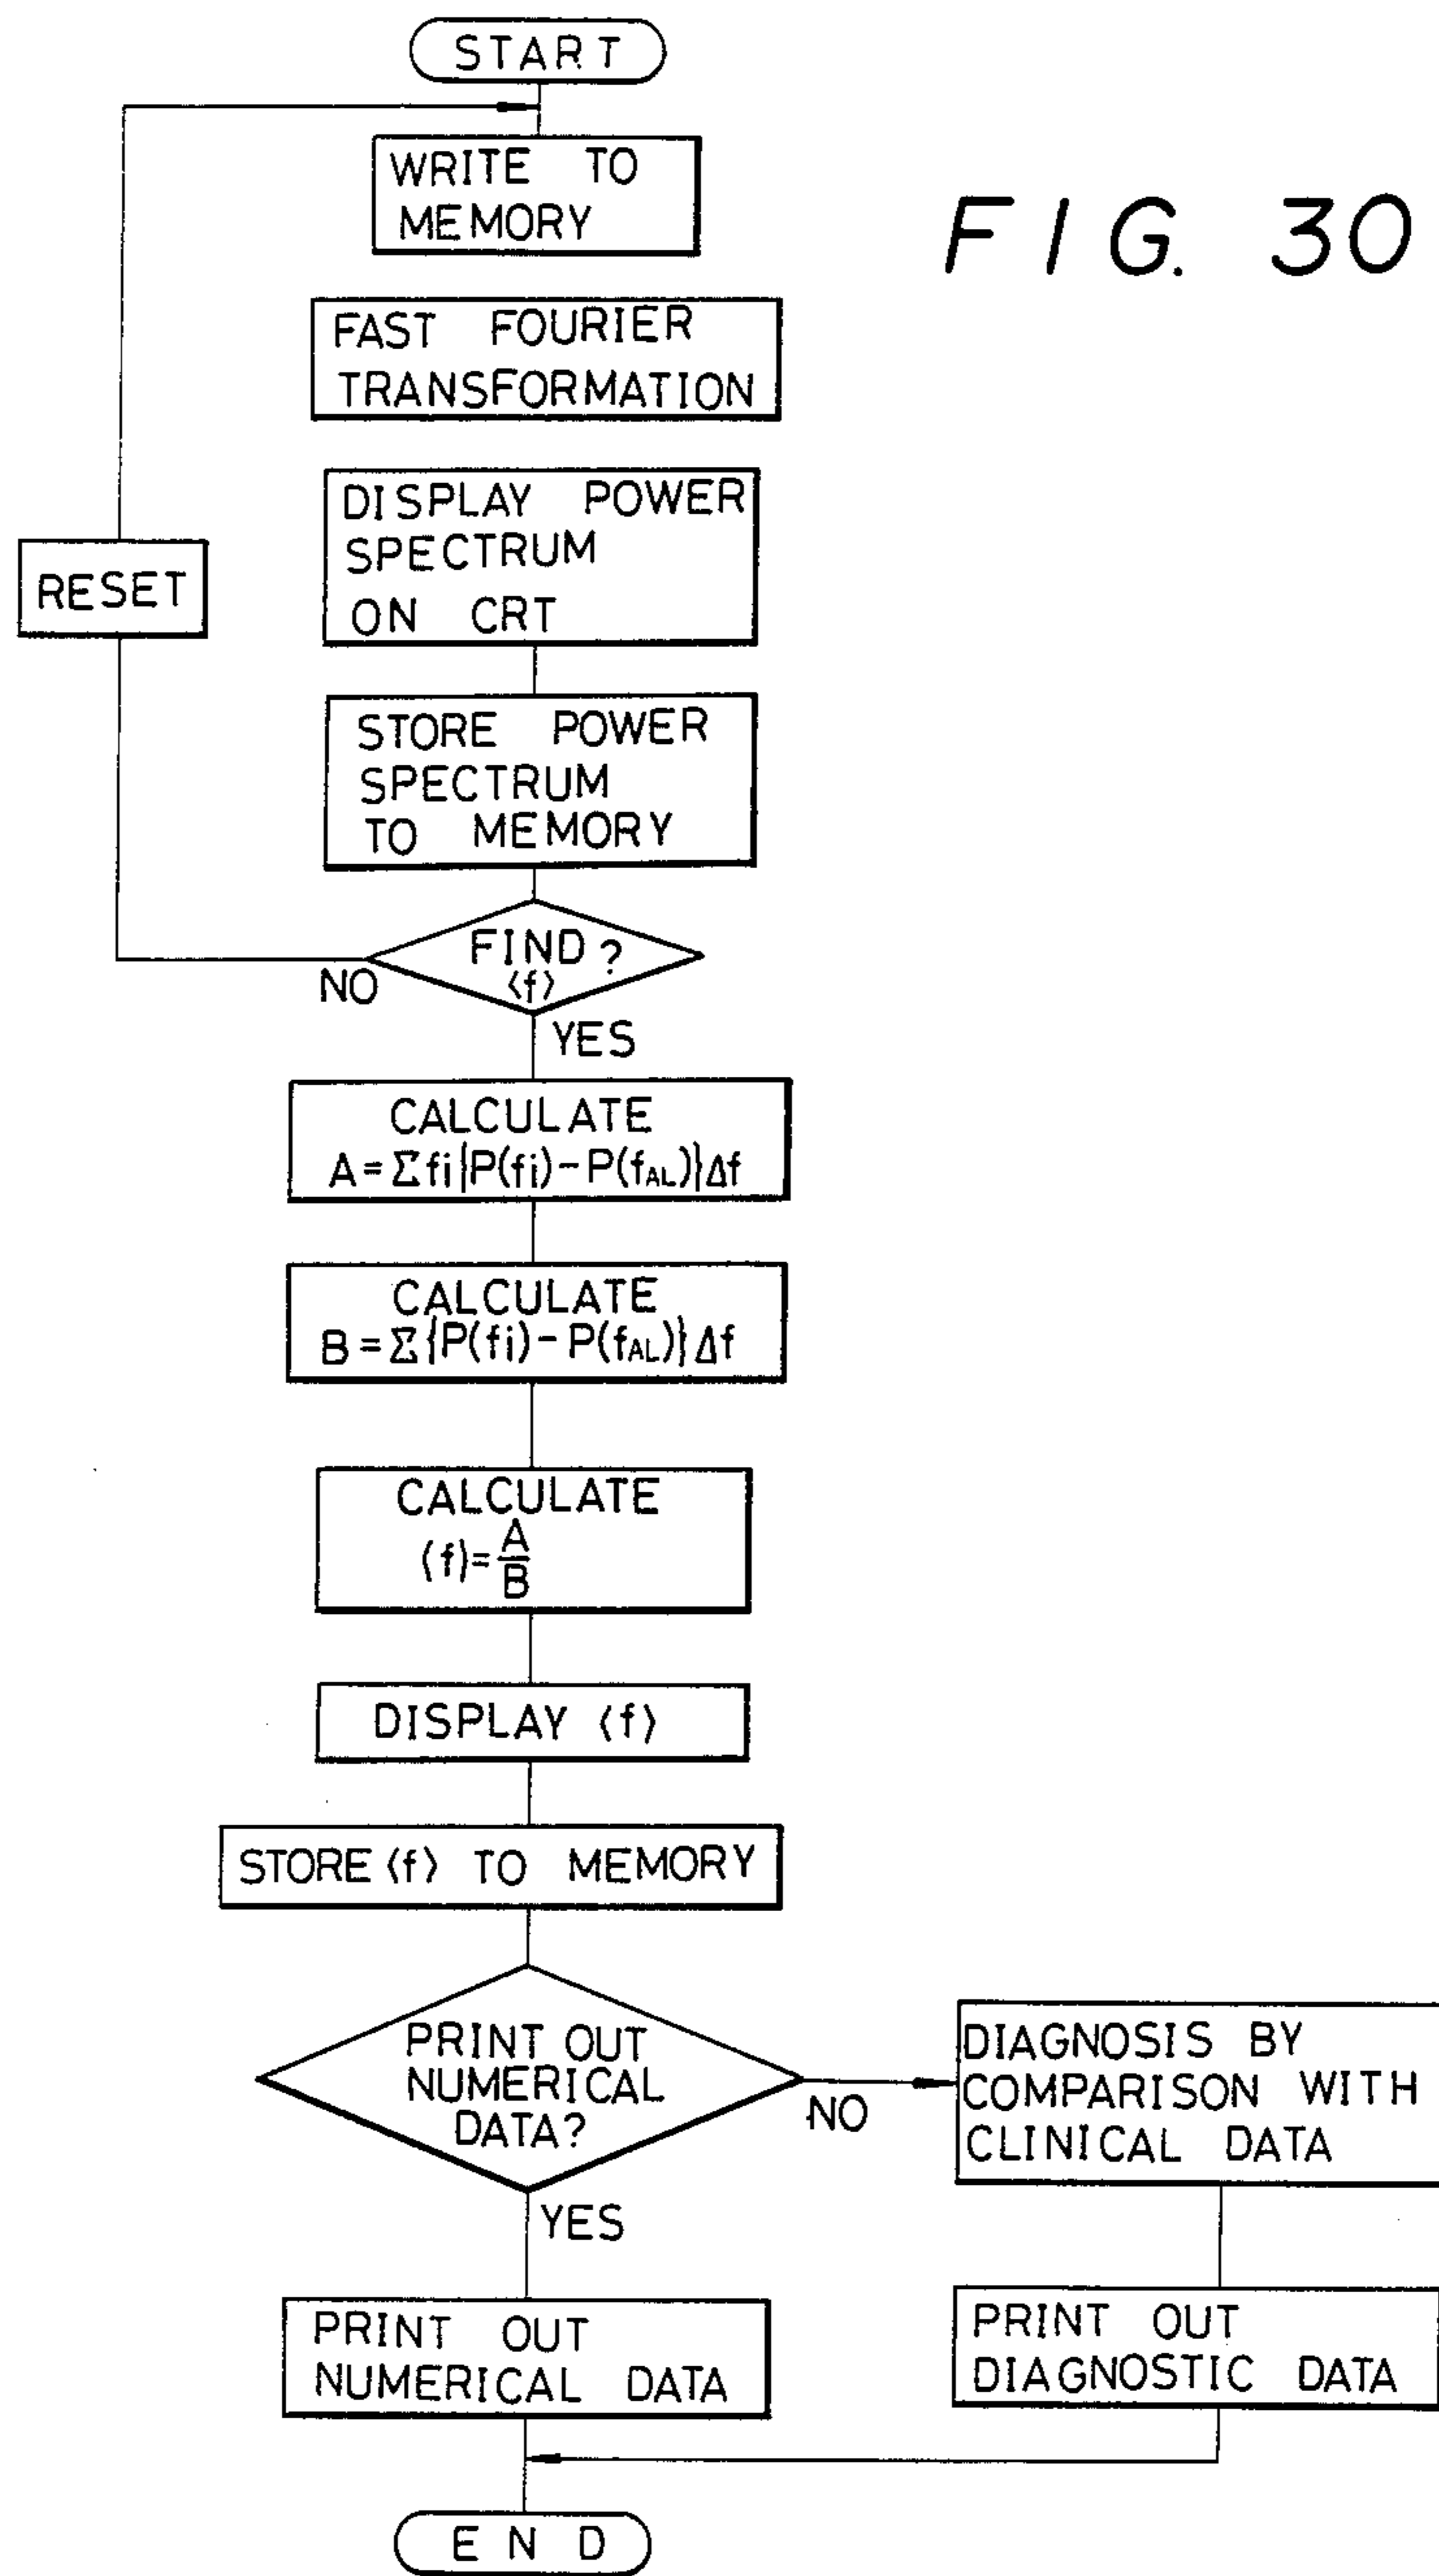 START
WRITE TO
MEMORY
FIG. 30
FAST FOURIER
TRANSFORMATION
DISPLAY POWER
SPECTRUM
ON CRT
RESET
STORE POWER
SPECTRUM
TO MEMORY
FIND ?
⟨f⟩
NO
YES
CALCULATE
A=Σfi{P(fi)-P(fAL)}Δf
CALCULATE
B=Σ{P(fi)-P(fAL)}Δf
CALCULATE
⟨f⟩=A/B
DISPLAY ⟨f⟩
STORE ⟨f⟩ TO MEMORY
PRINT OUT
NUMERICAL
DATA?
NO
YES
DIAGNOSIS BY
COMPARISON WITH
CLINICAL DATA
PRINT OUT
NUMERICAL DATA
PRINT OUT
DIAGNOSTIC DATA
END